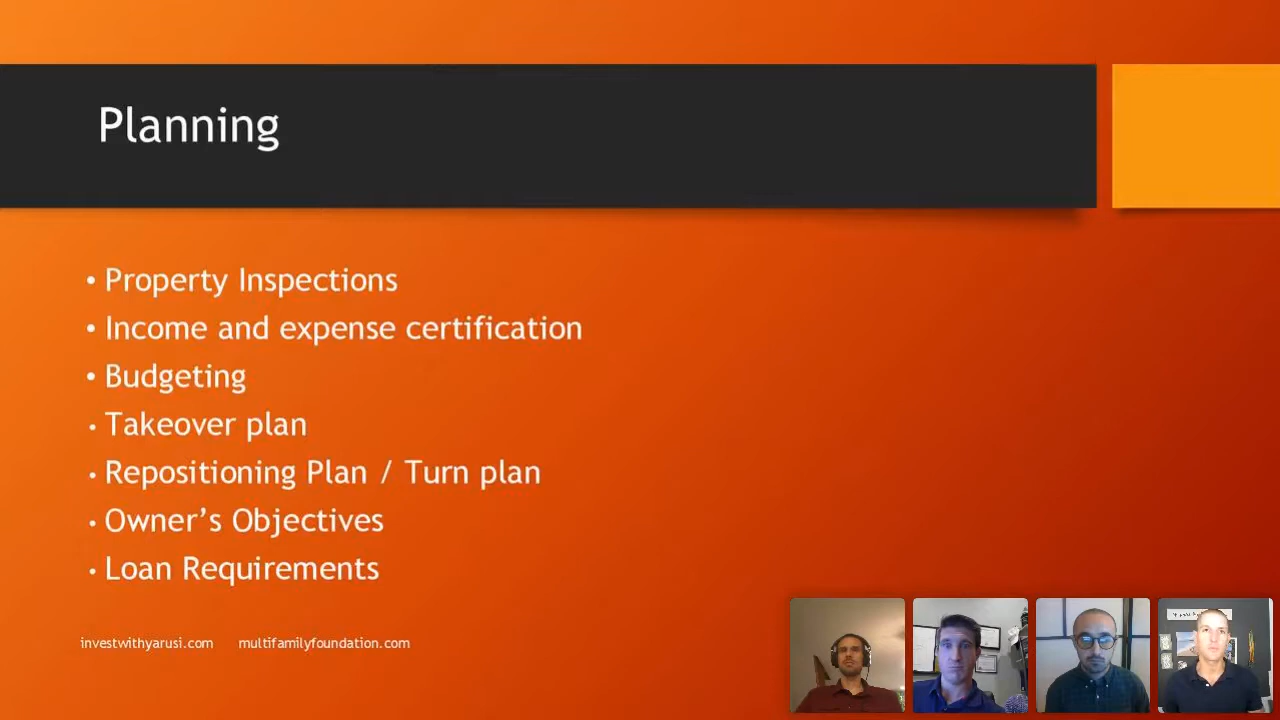 Planning
• Property Inspections
• Income and expense certification
• Budgeting
• Takeover plan
• Repositioning Plan / Turn plan
• Owner’s Objectives
• Loan Requirements
investwithyarusi.com multifamilyfoundation.com